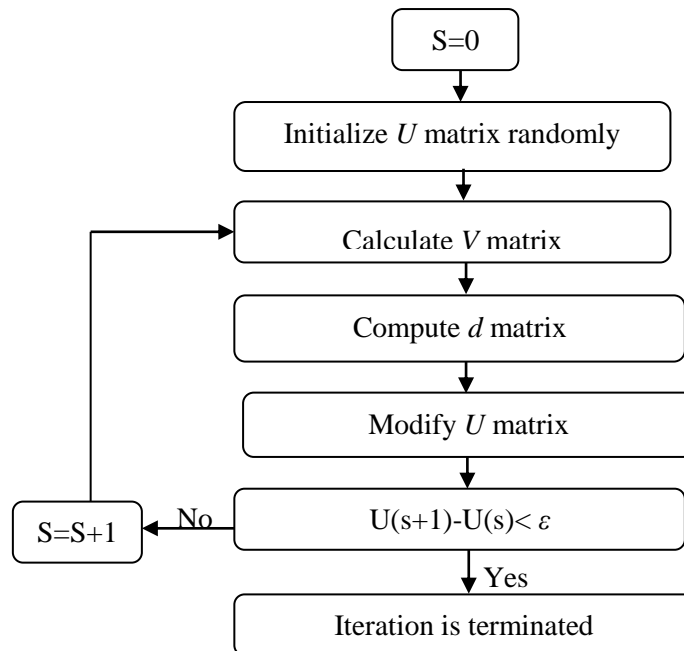 S=0
Initialize U matrix randomly
Calculate V matrix
Compute d matrix
Modify U matrix
U(s+1)-U(s)< ε
No
S=S+1
Yes
Iteration is terminated